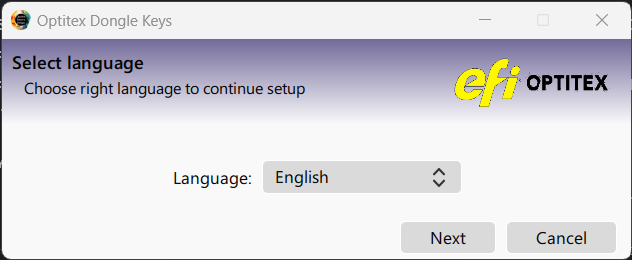 Optitex Dongle Keys
Select language
Choose right language to continue setup
efi OPTITEX
Language: English
Next Cancel